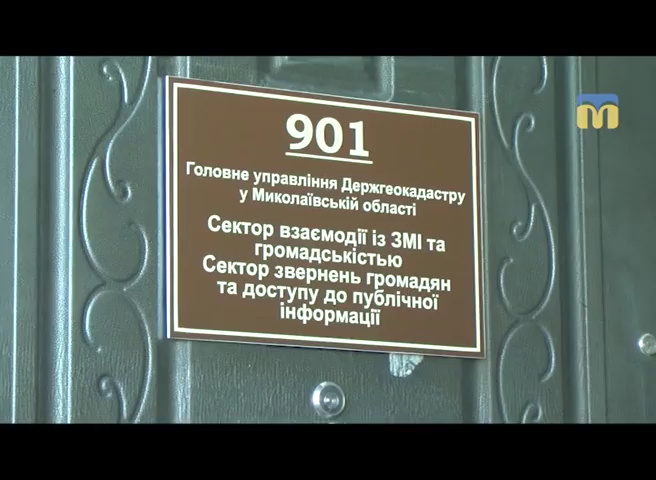 901
Головне управління Держгеокадастру
у Миколаївській області
Сектор взаємодії із ЗМІ та
громадськістью
Сектор звернень громадян
та доступу до публічної
інформації
m